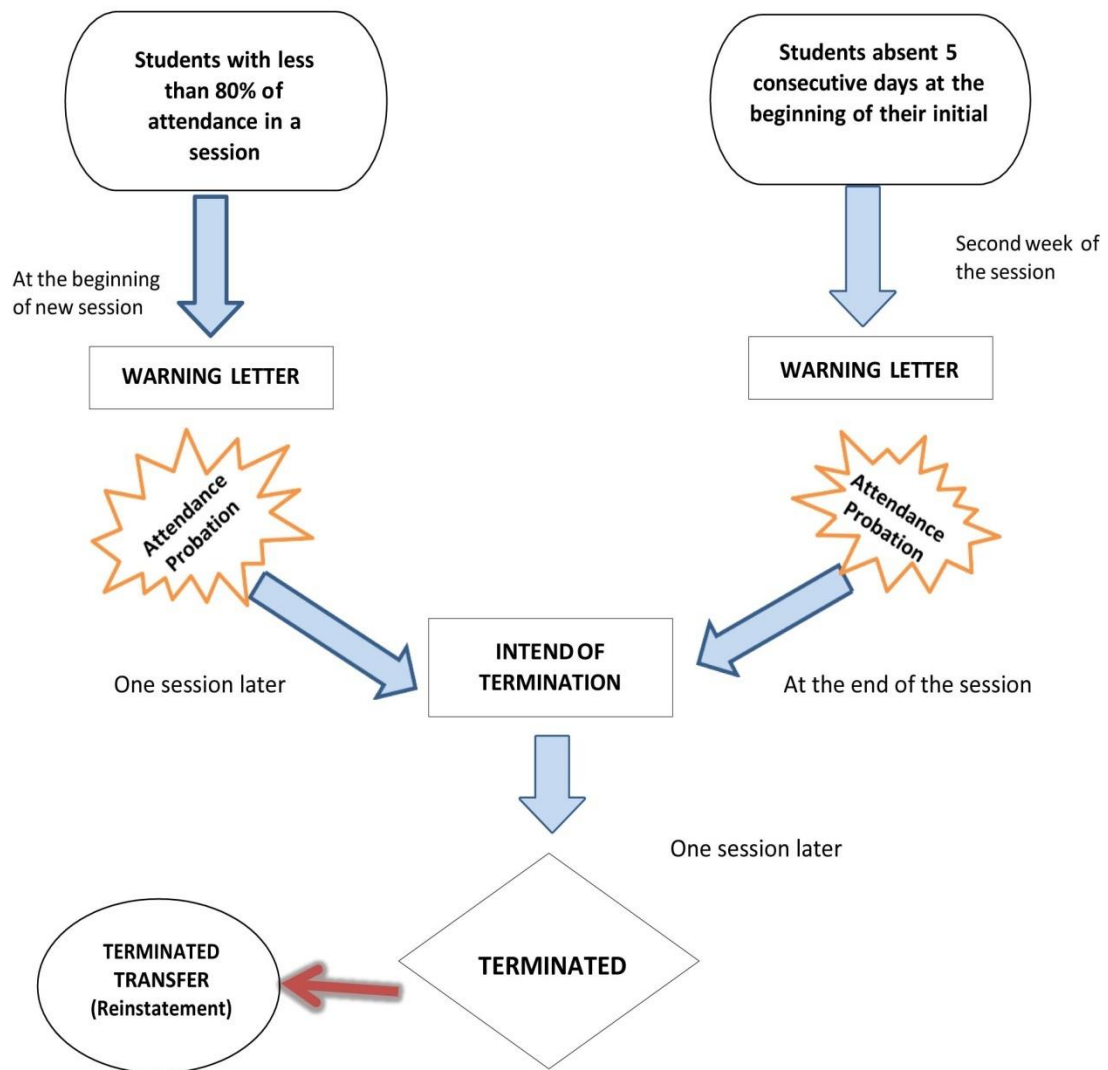 Students with less
than 80% of
attendance in a
session
Students absent 5
consecutive days at the
beginning of their initial
At the beginning
of new session
Second week of
the session
WARNING LETTER
WARNING LETTER
Attendance
Probation
Attendance
Probation
INTEND OF
TERMINATION
One session later
At the end of the session
One session later
TERMINATED
TERMINATED
TRANSFER
(Reinstatement)